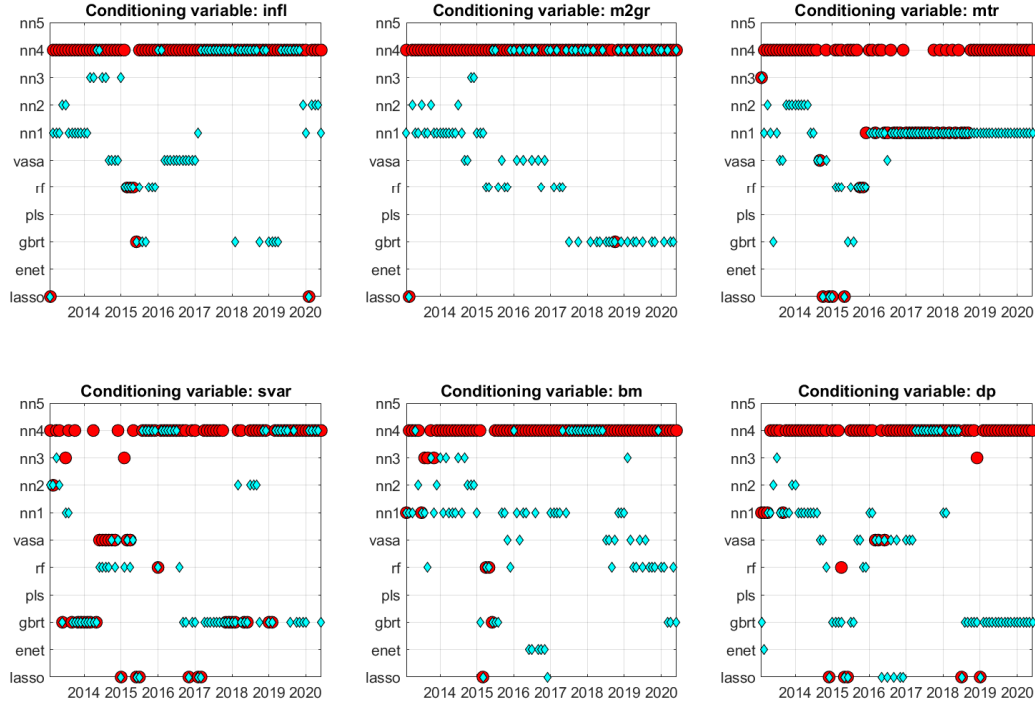 Conditioning variable: infl
nn5
nn4
nn3
nn2
nn1
vasa
rf
pls
gbrt
enet
lasso
2014 2015 2016 2017 2018 2019 2020
Conditioning variable: m2gr
nn5
nn4
nn3
nn2
nn1
vasa
rf
pls
gbrt
enet
lasso
2014 2015 2016 2017 2018 2019 2020
Conditioning variable: mtr
nn5
nn4
nn3
nn2
nn1
vasa
rf
pls
gbrt
enet
lasso
2014 2015 2016 2017 2018 2019 2020
Conditioning variable: svar
nn5
nn4
nn3
nn2
nn1
vasa
rf
pls
gbrt
enet
lasso
2014 2015 2016 2017 2018 2019 2020
Conditioning variable: bm
nn5
nn4
nn3
nn2
nn1
vasa
rf
pls
gbrt
enet
lasso
2014 2015 2016 2017 2018 2019 2020
Conditioning variable: dp
nn5
nn4
nn3
nn2
nn1
vasa
rf
pls
gbrt
enet
lasso
2014 2015 2016 2017 2018 2019 2020